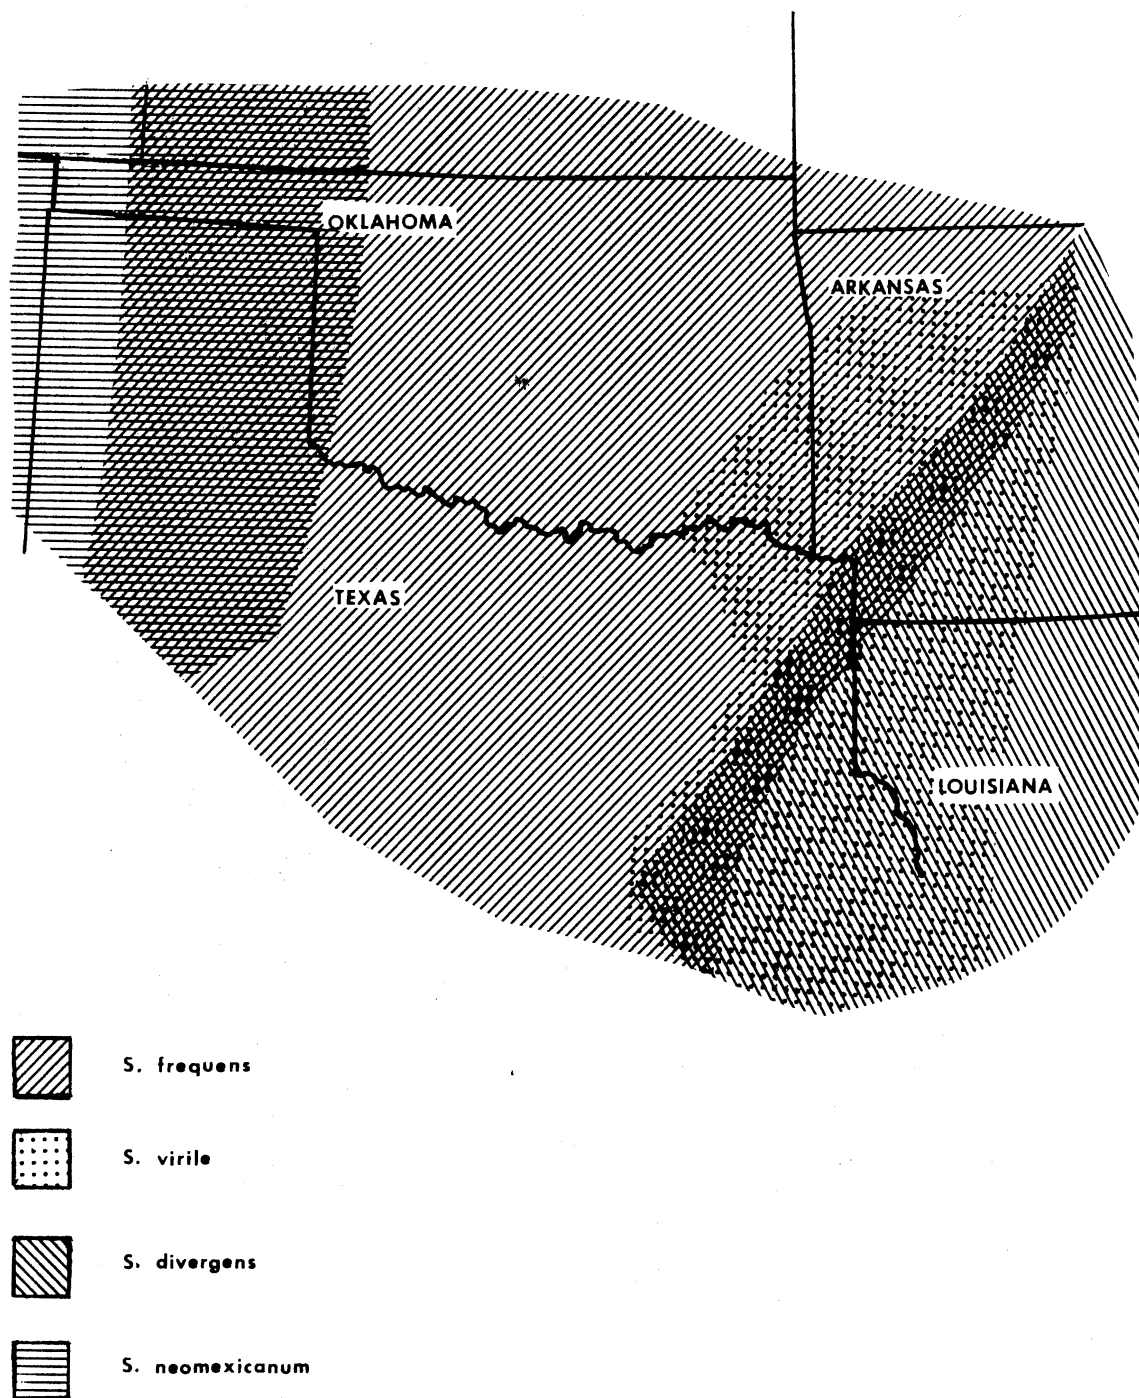 OKLAHOMA
ARKANSAS
TEXAS
LOUISIANA
S. frequens
S. virile
S. divergens
S. neomexicanum